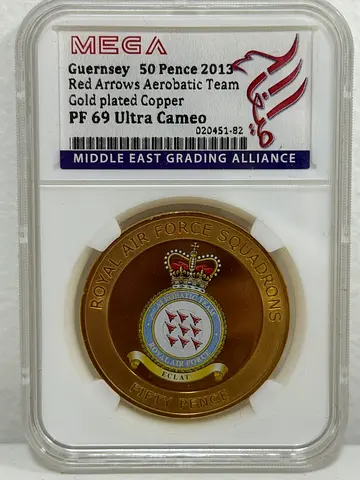 MEGA
Guernsey 50 Pence 2013
Red Arrows Aerobatic Team
Gold plated Copper
PF 69 Ultra Cameo
020451-82
MIDDLE EAST GRADING ALLIANCE
ROYAL AIR FORCE SQUADRONS
AEROBATIC TEAM
ROYAL AIR FORCE
ECLAT
FIFTY PENCE